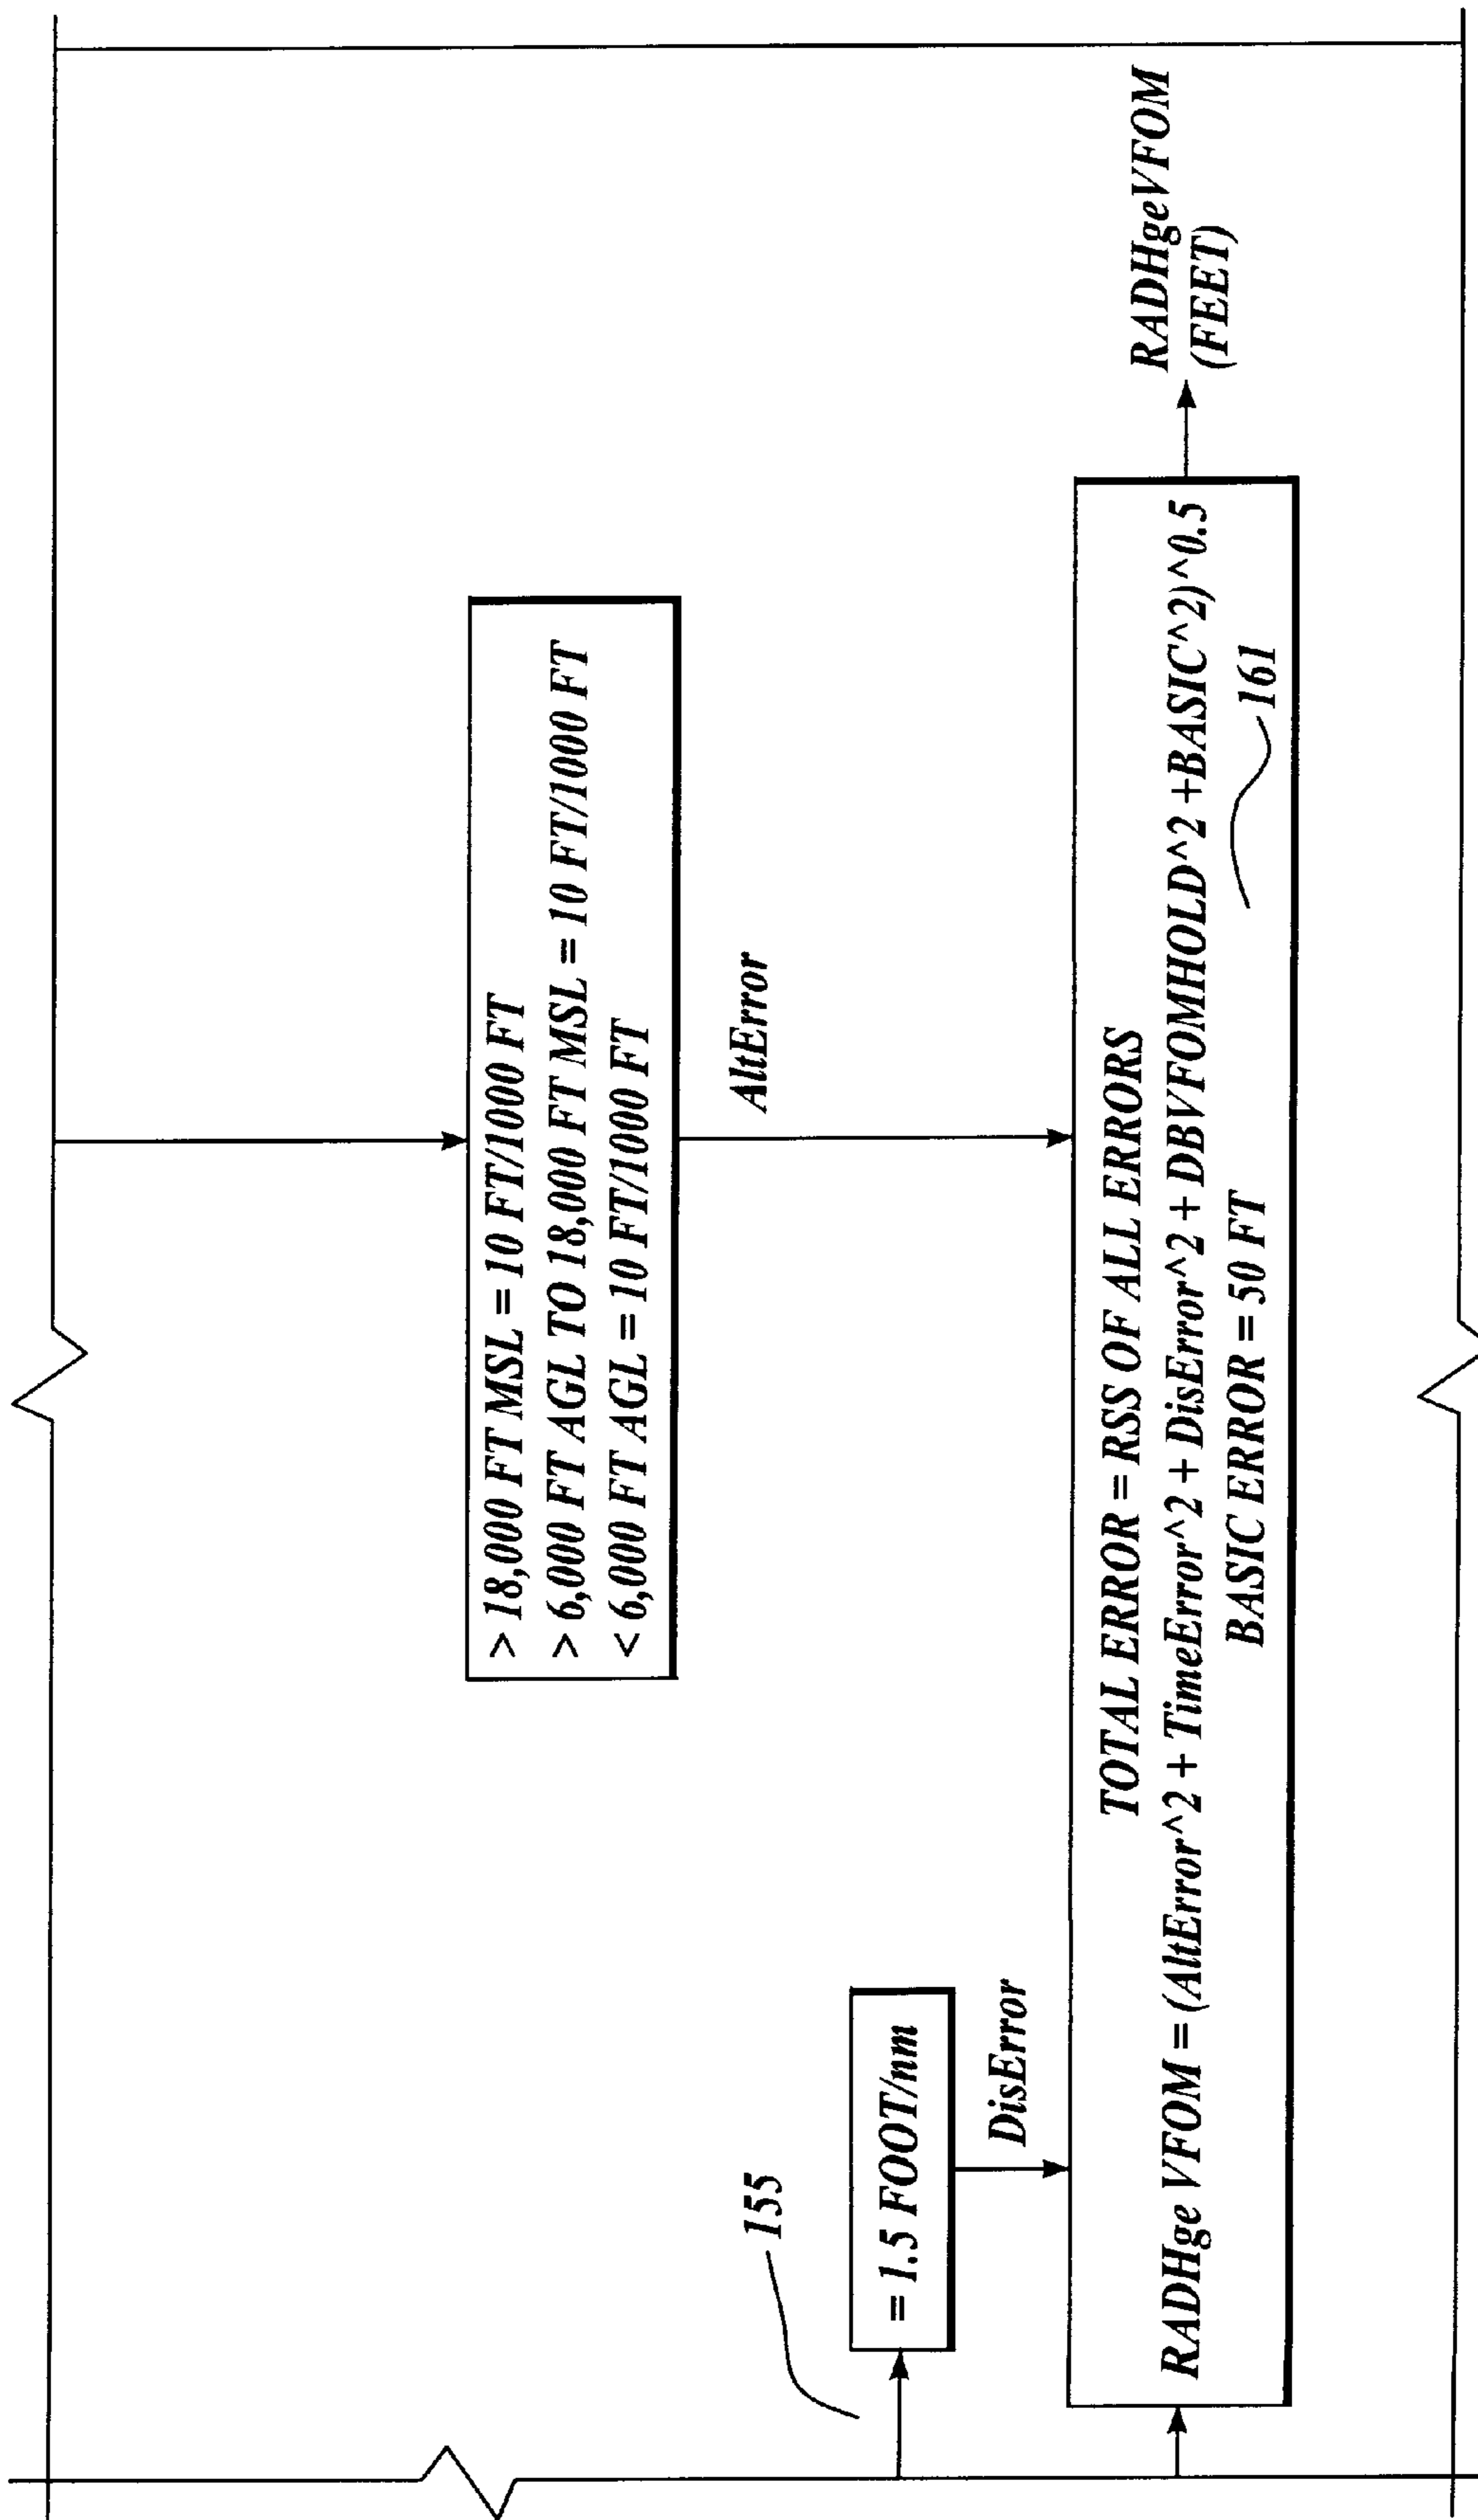 > 18,000 FT MSL = 10 FT/1000 FT
> 6,000 FT AGL TO 18,000 FT MSL = 10 FT/1000 FT
< 6,000 FT AGL = 10 FT/1000 FT
AltError
155
= 1.5 FOOT/nm
DisError
TOTAL ERROR = RSS OF ALL ERRORS
RADHge VFOM = (AltError^2 + TimeError^2 + DisError^2 + DBVFOMHOLD^2 +BASIC^2)^0.5
BASIC ERROR = 50 FT
161
RADHgeVFOM
(FEET)